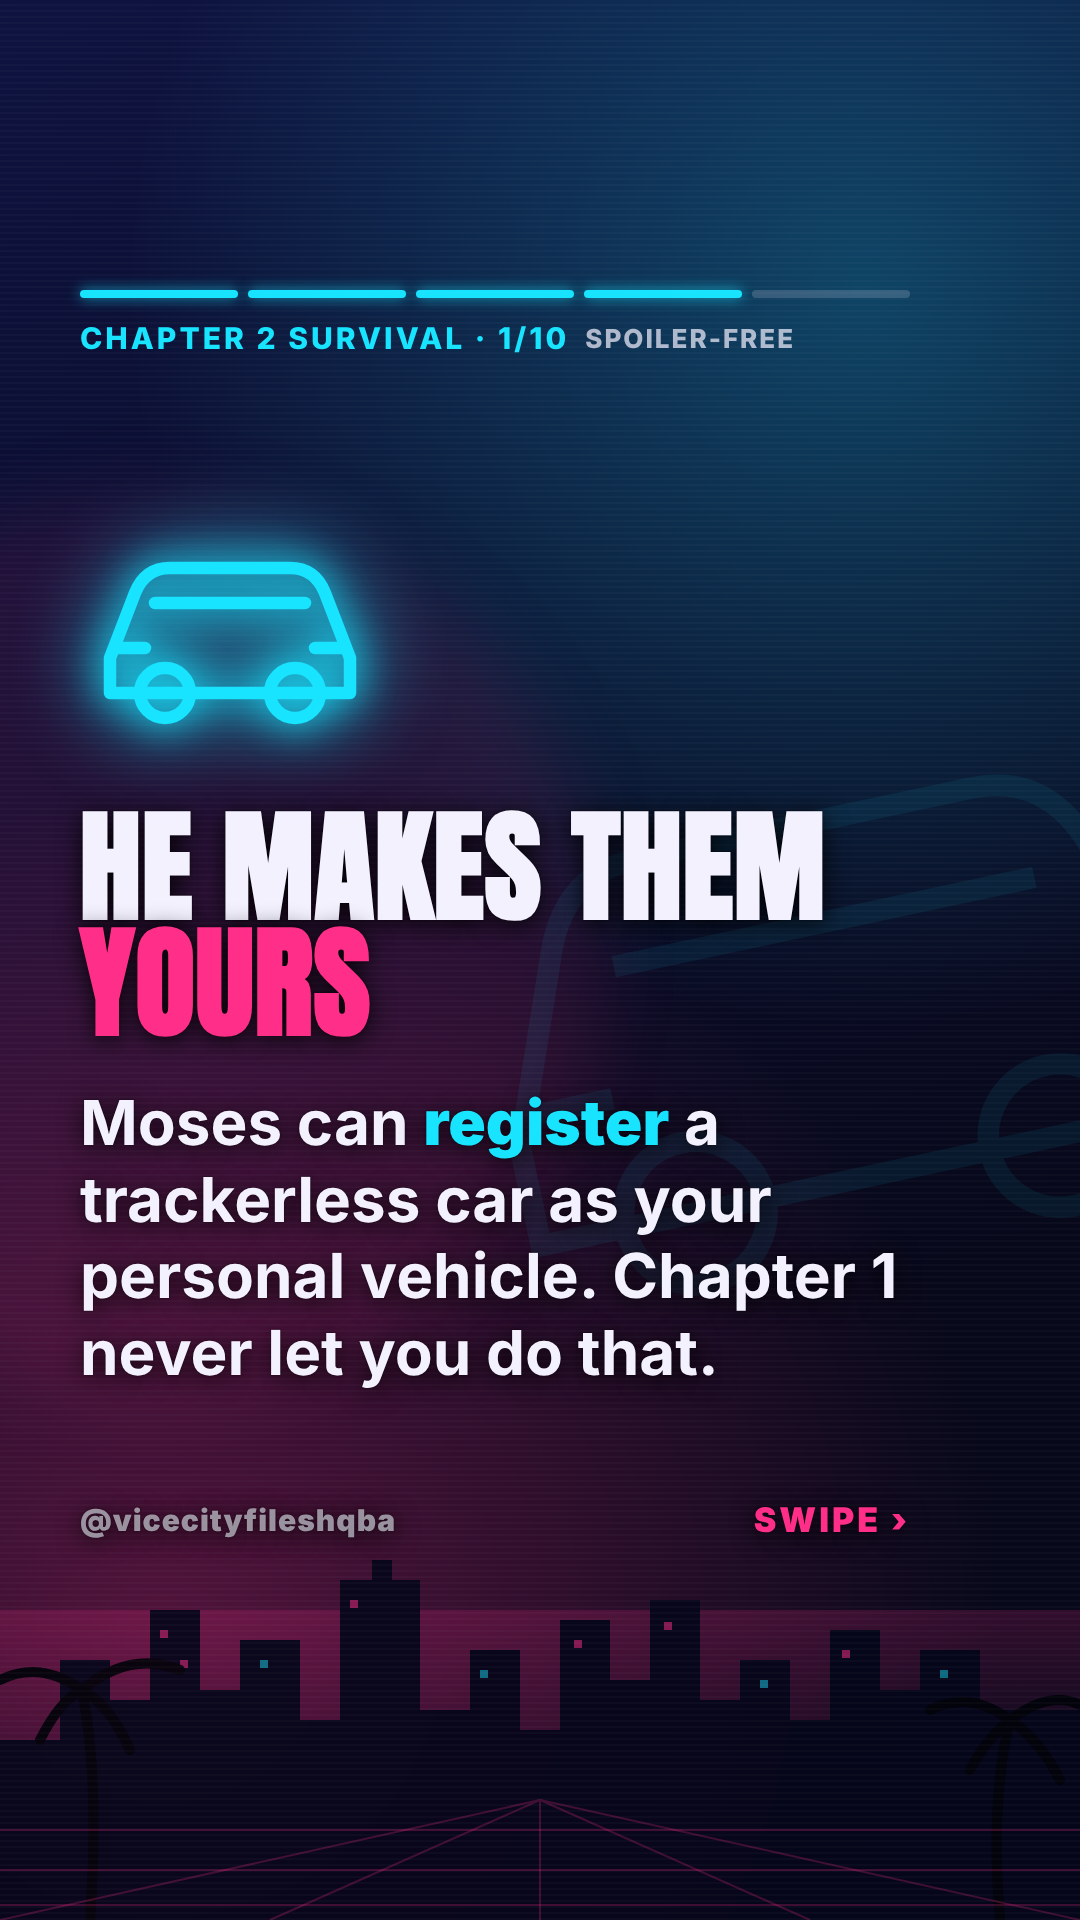 CHAPTER 2 SURVIVAL · 1/10 SPOILER-FREE
HE MAKES THEM
YOURS
Moses can register a
trackerless car as your
personal vehicle. Chapter 1
never let you do that.
@vicecityfileshqba SWIPE ›